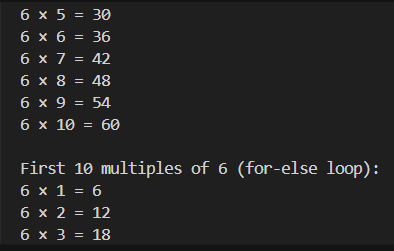 6 x 5 = 30
6 x 6 = 36
6 x 7 = 42
6 x 8 = 48
6 x 9 = 54
6 x 10 = 60
First 10 multiples of 6 (for-else loop):
6 x 1 = 6
6 x 2 = 12
6 x 3 = 18